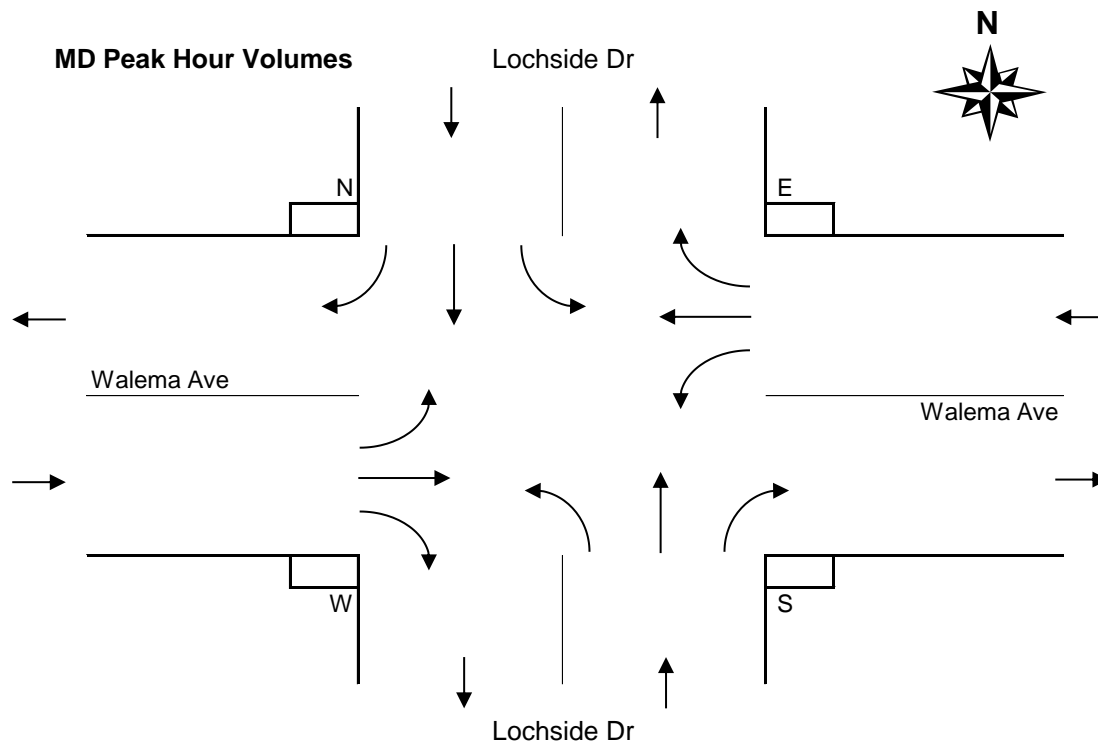 N
MD Peak Hour Volumes
Lochside Dr
N
E
Walema Ave
Walema Ave
W
S
Lochside Dr